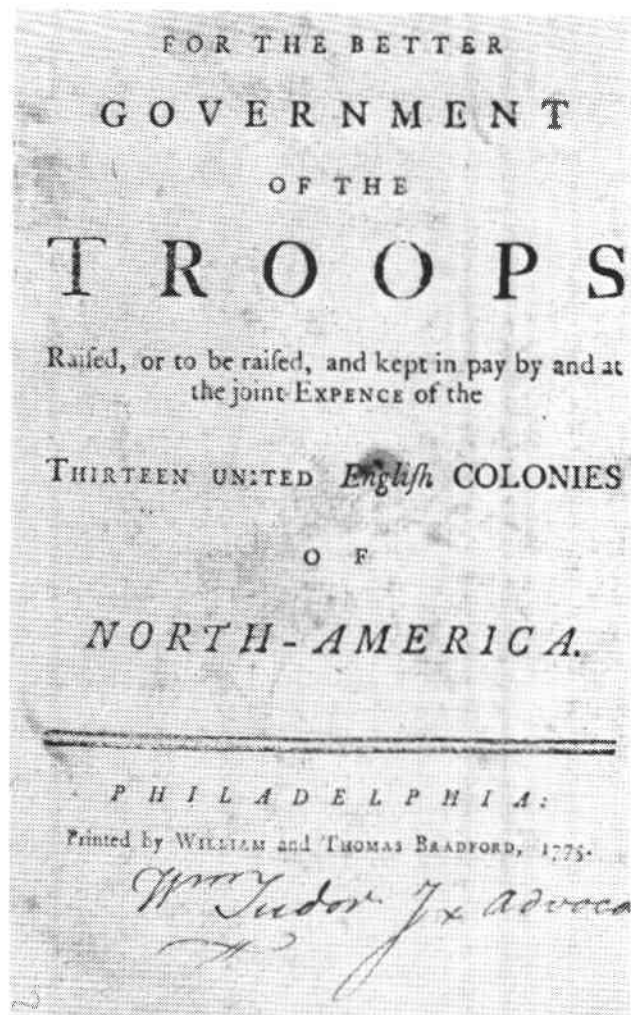 FOR THE BETTER
GOVERNMENT
OF THE
TROOPS
Raiſed, or to be raiſed, and kept in pay by and at
the joint EXPENCE of the
THIRTEEN UNITED Engliſh COLONIES
OF
NORTH-AMERICA.
PHILADELPHIA:
Printed by WILLIAM and THOMAS BRADFORD, 1775.
Wm Tudor Jx Advoca